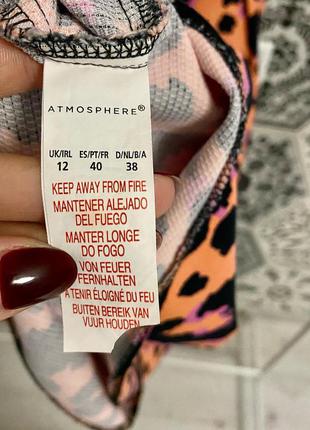 ATMOSPHERE®
UK/IRL ES/PT/FR D/NL/B/A
12 40 38
KEEP AWAY FROM FIRE
MANTENER ALEJADO
DEL FUEGO
MANTER LONGE
DO FOGO
VON FEUER
FERNHALTEN
A TENIR ÉLOIGNÉ DU FEU
BUITEN BEREIK VAN
VUUR HOUDEN